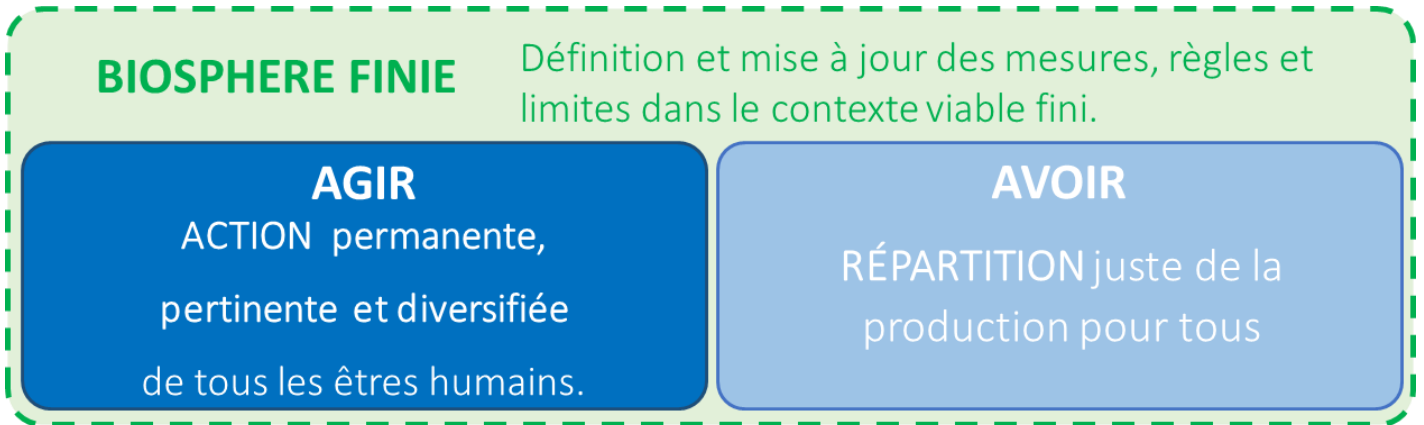 BIOSPHERE FINIE
Définition et mise à jour des mesures, règles et
limites dans le contexte viable fini.
AGIR
ACTION permanente,
pertinente et diversifiée
de tous les êtres humains.
AVOIR
RÉPARTITION juste de la
production pour tous